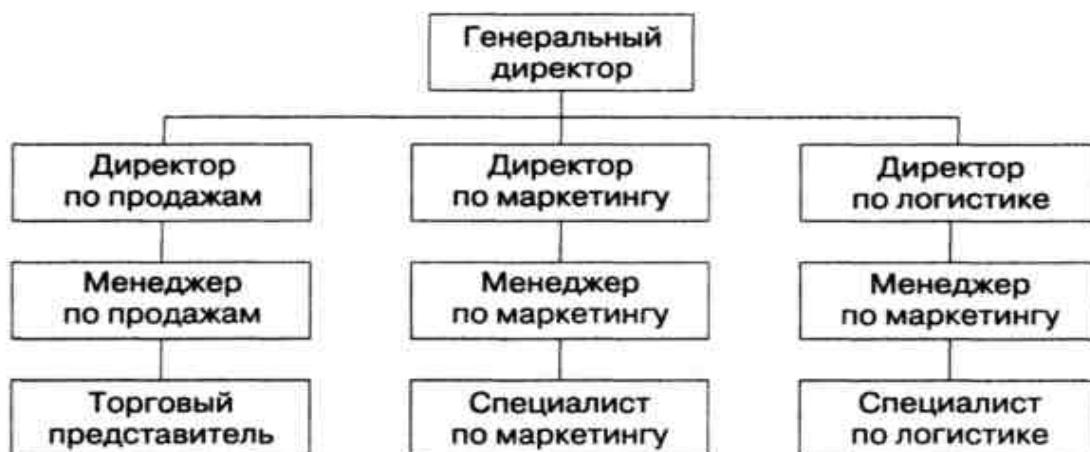 Генеральный
директор
Директор
по продажам
Директор
по маркетингу
Директор
по логистике
Менеджер
по продажам
Менеджер
по маркетингу
Менеджер
по маркетингу
Торговый
представитель
Специалист
по маркетингу
Специалист
по логистике